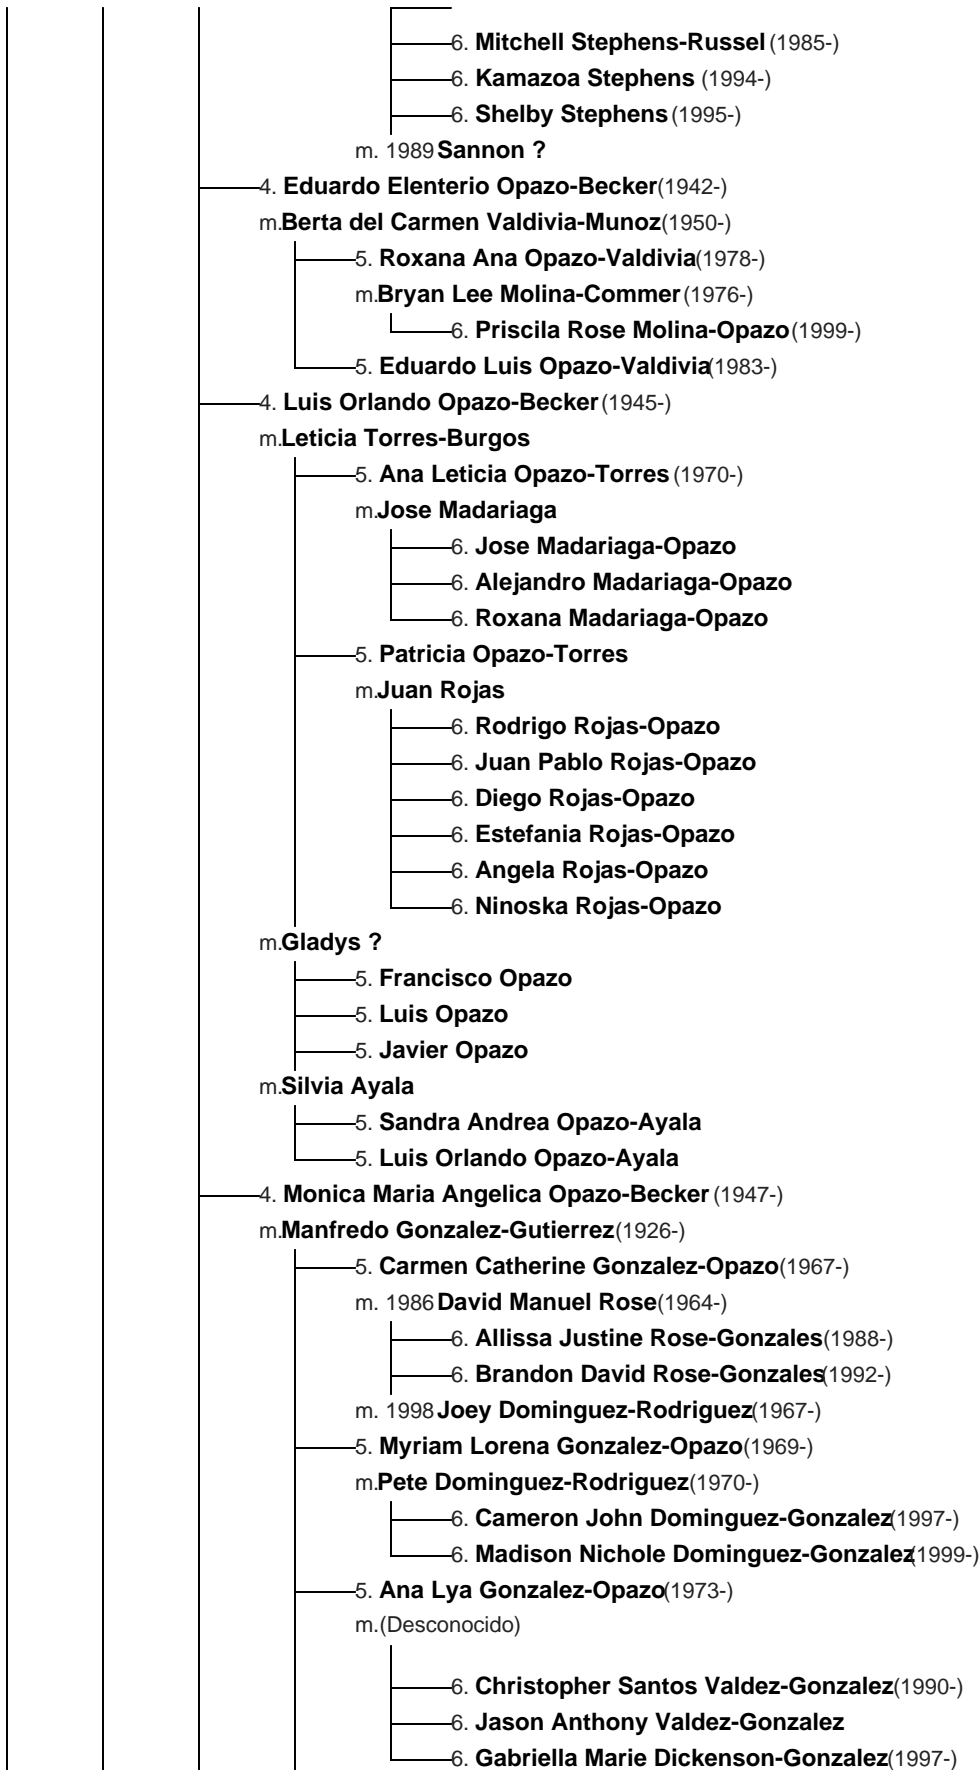 6. Mitchell Stephens-Russel (1985-)
6. Kamazoa Stephens (1994-)
6. Shelby Stephens (1995-)
m. 1989 Sannon ?
4. Eduardo Elenterio Opazo-Becker (1942-)
m. Berta del Carmen Valdivia-Munoz (1950-)
5. Roxana Ana Opazo-Valdivia (1978-)
m. Bryan Lee Molina-Commer (1976-)
6. Priscila Rose Molina-Opazo (1999-)
5. Eduardo Luis Opazo-Valdivia (1983-)
4. Luis Orlando Opazo-Becker (1945-)
m. Leticia Torres-Burgos
5. Ana Leticia Opazo-Torres (1970-)
m. Jose Madariaga
6. Jose Madariaga-Opazo
6. Alejandro Madariaga-Opazo
6. Roxana Madariaga-Opazo
5. Patricia Opazo-Torres
m. Juan Rojas
6. Rodrigo Rojas-Opazo
6. Juan Pablo Rojas-Opazo
6. Diego Rojas-Opazo
6. Estefania Rojas-Opazo
6. Angela Rojas-Opazo
6. Ninoska Rojas-Opazo
m. Gladys ?
5. Francisco Opazo
5. Luis Opazo
5. Javier Opazo
m. Silvia Ayala
5. Sandra Andrea Opazo-Ayala
5. Luis Orlando Opazo-Ayala
4. Monica Maria Angelica Opazo-Becker (1947-)
m. Manfredo Gonzalez-Gutierrez (1926-)
5. Carmen Catherine Gonzalez-Opazo (1967-)
m. 1986 David Manuel Rose (1964-)
6. Allissa Justine Rose-Gonzales (1988-)
6. Brandon David Rose-Gonzales (1992-)
m. 1998 Joey Dominguez-Rodriguez (1967-)
5. Myriam Lorena Gonzalez-Opazo (1969-)
m. Pete Dominguez-Rodriguez (1970-)
6. Cameron John Dominguez-Gonzalez (1997-)
6. Madison Nichole Dominguez-Gonzalez (1999-)
5. Ana Lya Gonzalez-Opazo (1973-)
m. (Desconocido)
6. Christopher Santos Valdez-Gonzalez (1990-)
6. Jason Anthony Valdez-Gonzalez
6. Gabriella Marie Dickenson-Gonzalez (1997-)